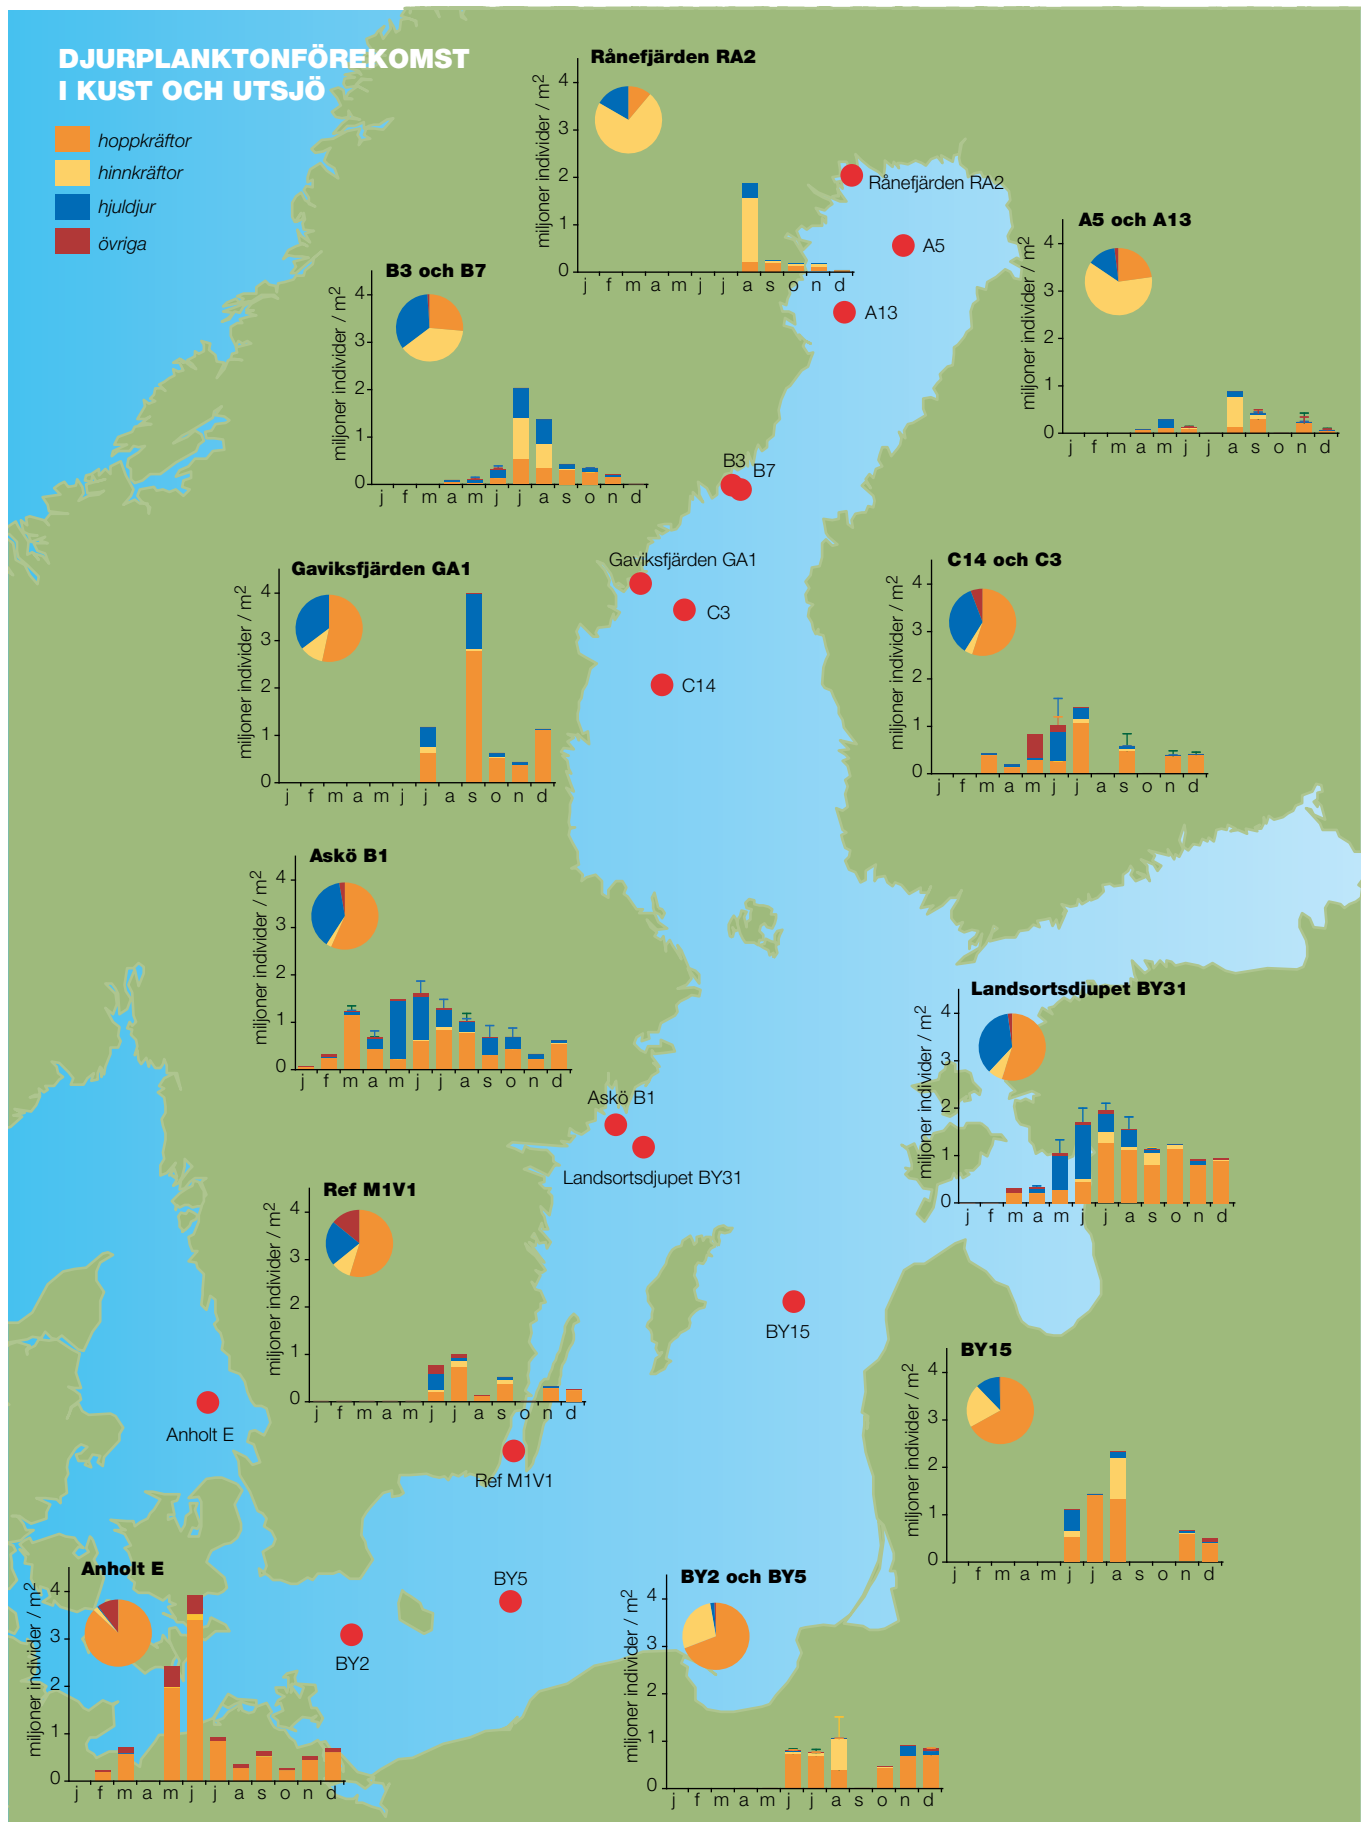 DJURPLANKTONFÖREKOMST
I KUST OCH UTSJÖ
hoppkräftor
hinnkräftor
hjuldjur
övriga
Rånefjärden RA2
miljoner individer / m²
4
3
2
1
0
j f m a m j j a s o n d
Rånefjärden RA2
A5
A13
A5 och A13
miljoner individer / m²
4
3
2
1
0
j f m a m j j a s o n d
B3 och B7
miljoner individer / m²
4
3
2
1
0
j f m a m j j a s o n d
B3
B7
Gaviksfjärden GA1
C3
C14
Gaviksfjärden GA1
miljoner individer / m²
4
3
2
1
0
j f m a m j j a s o n d
C14 och C3
miljoner individer / m²
4
3
2
1
0
j f m a m j j a s o n d
Askö B1
miljoner individer / m²
4
3
2
1
0
j f m a m j j a s o n d
Landsortsdjupet BY31
miljoner individer / m²
4
3
2
1
0
j f m a m j j a s o n d
Askö B1
Landsortsdjupet BY31
Ref M1V1
miljoner individer / m²
4
3
2
1
0
j f m a m j j a s o n d
BY15
Anholt E
Ref M1V1
BY15
miljoner individer / m²
4
3
2
1
0
j f m a m j j a s o n d
Anholt E
miljoner individer / m²
4
3
2
1
0
j f m a m j j a s o n d
BY5
BY2
BY2 och BY5
miljoner individer / m²
4
3
2
1
0
j f m a m j j a s o n d